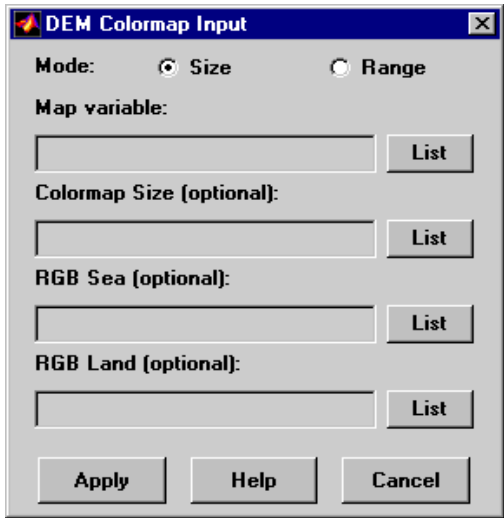 DEM Colormap Input
Mode: Size Range
Map variable:
List
Colormap Size (optional):
List
RGB Sea (optional):
List
RGB Land (optional):
List
Apply Help Cancel